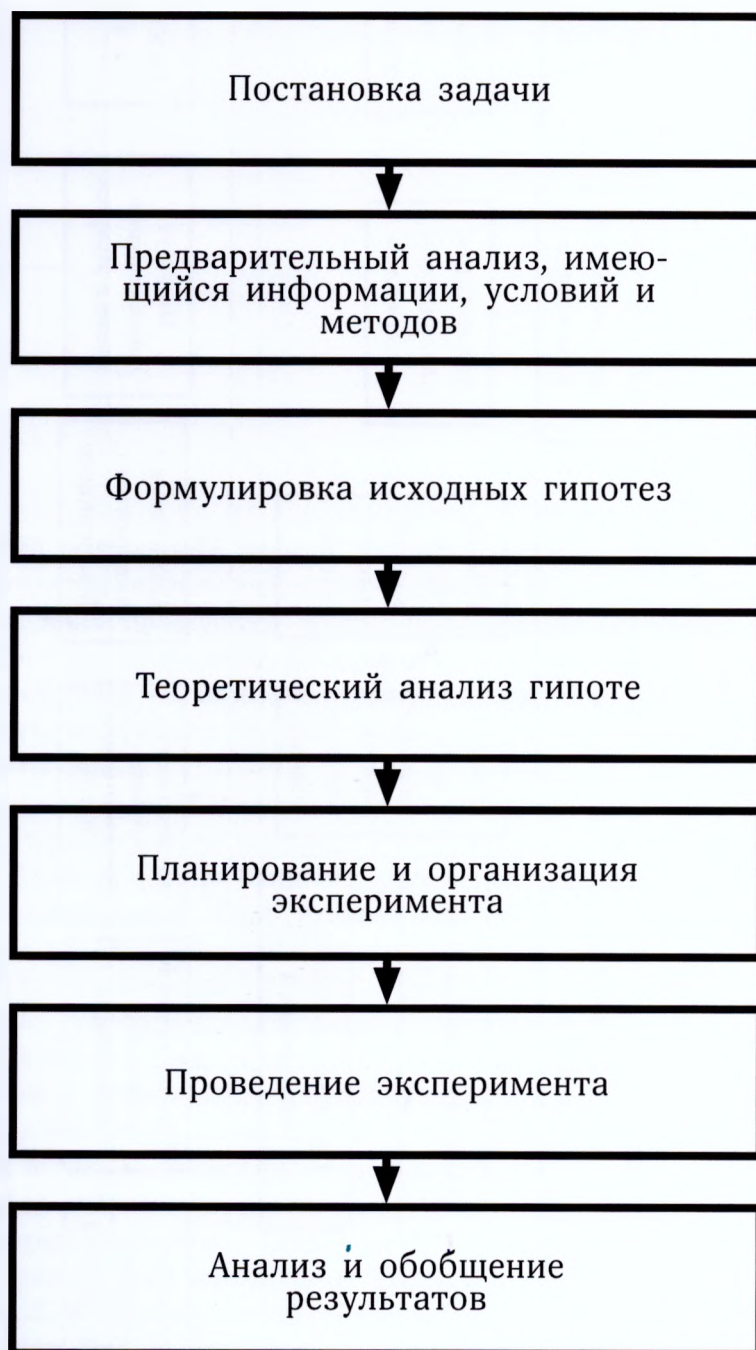 Постановка задачи
Предварительный анализ, имею-
щийся информации, условий и
методов
Формулировка исходных гипотез
Теоретический анализ гипоте
Планирование и организация
эксперимента
Проведение эксперимента
Анализ и обобщение
результатов